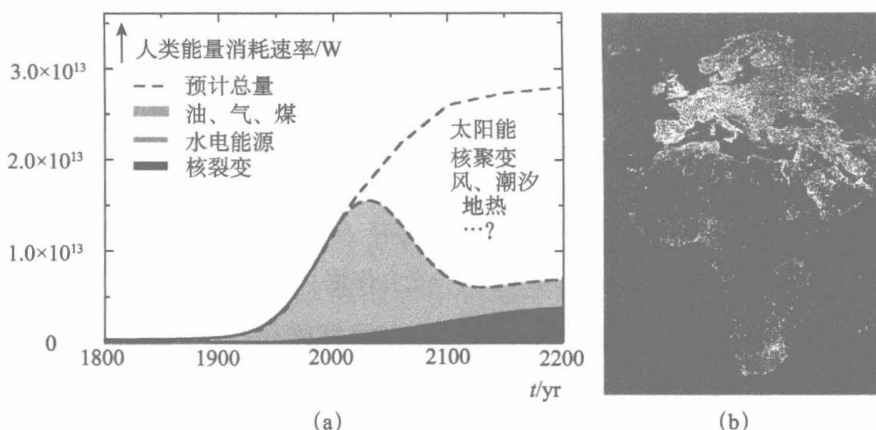 人类能量消耗速率/W
3.0×10¹³
预计总量
油、气、煤
水电能源
核裂变
2.0×10¹³
太阳能
核聚变
风、潮汐
地热
…?
1.0×10¹³
0
1800
1900
2000
2100
2200
t/yr
(a)
(b)